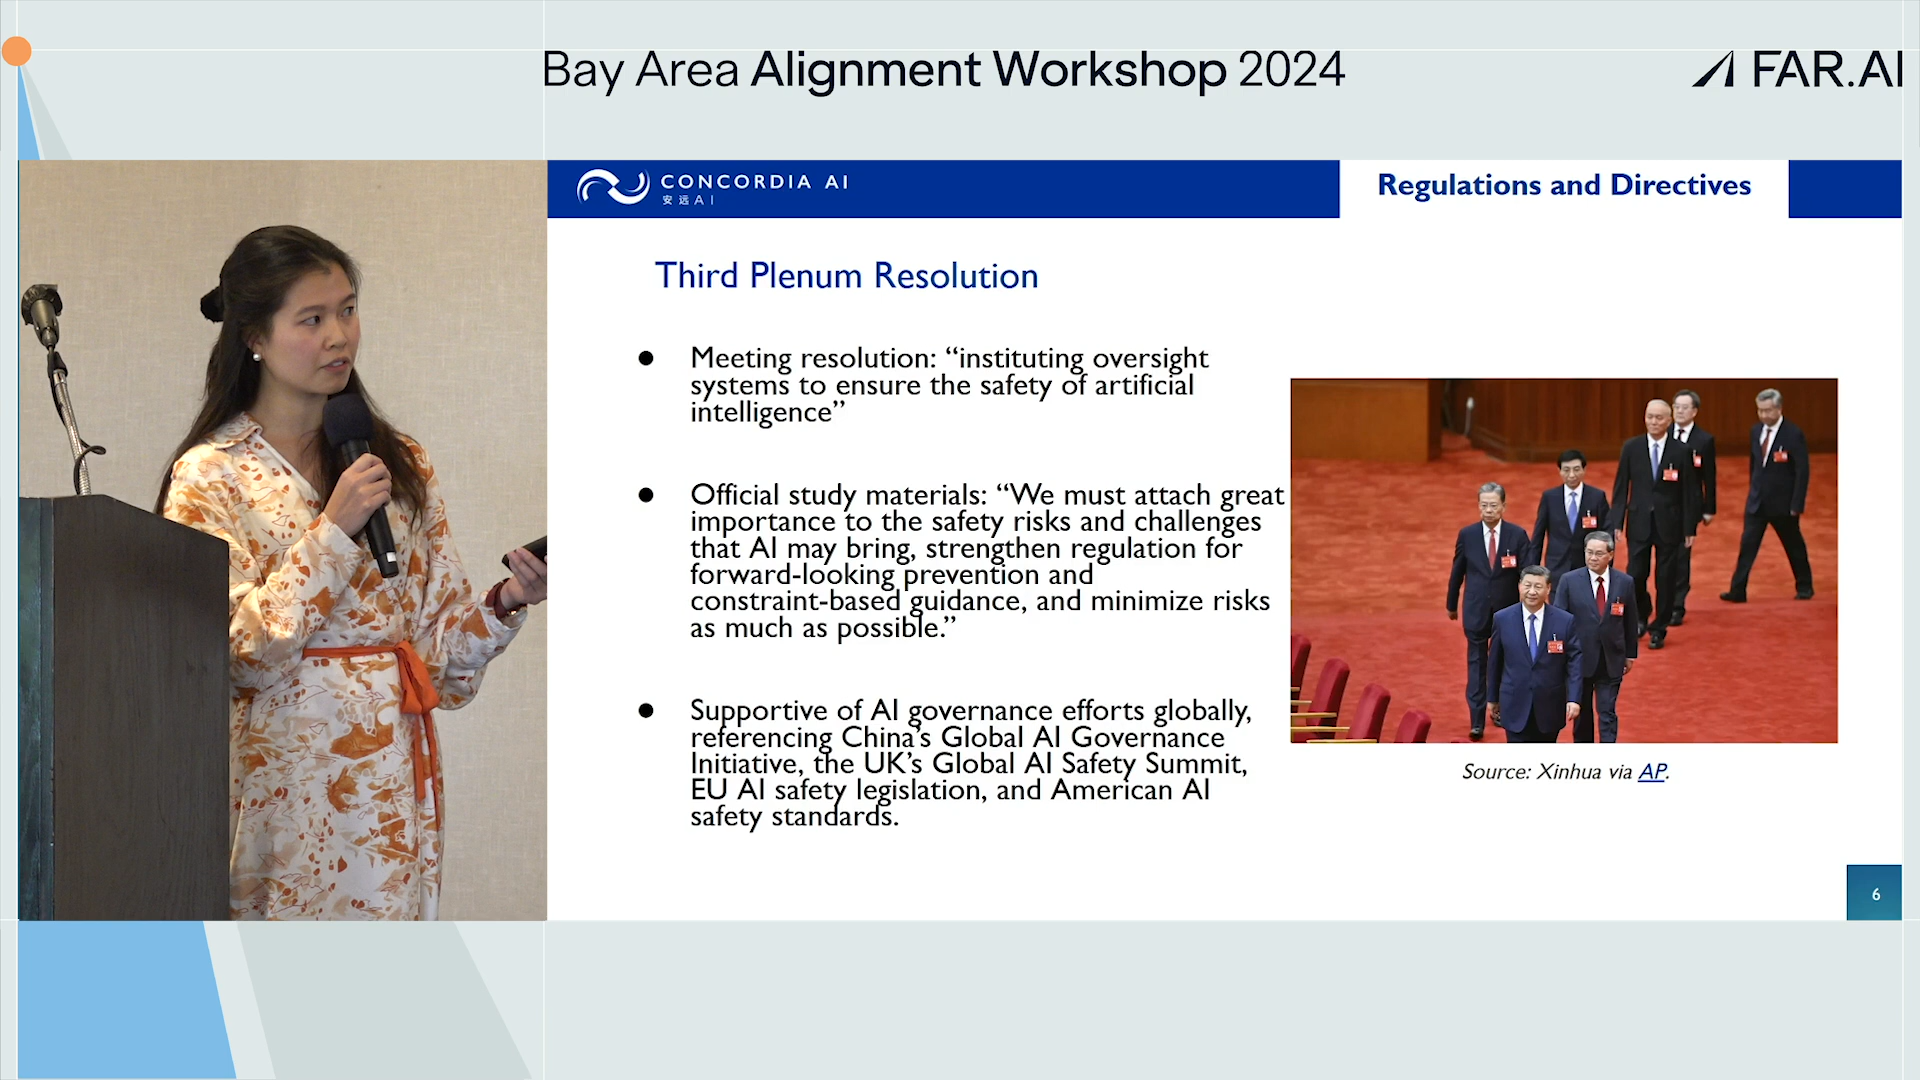 Bay Area Alignment Workshop 2024
FAR.AI
CONCORDIA AI
安远AI
Regulations and Directives
Third Plenum Resolution
● Meeting resolution: “instituting oversight
systems to ensure the safety of artificial
intelligence”
● Official study materials: “We must attach great
importance to the safety risks and challenges
that AI may bring, strengthen regulation for
forward-looking prevention and
constraint-based guidance, and minimize risks
as much as possible.”
● Supportive of AI governance efforts globally,
referencing China’s Global AI Governance
Initiative, the UK’s Global AI Safety Summit,
EU AI safety legislation, and American AI
safety standards.
Source: Xinhua via AP.
6